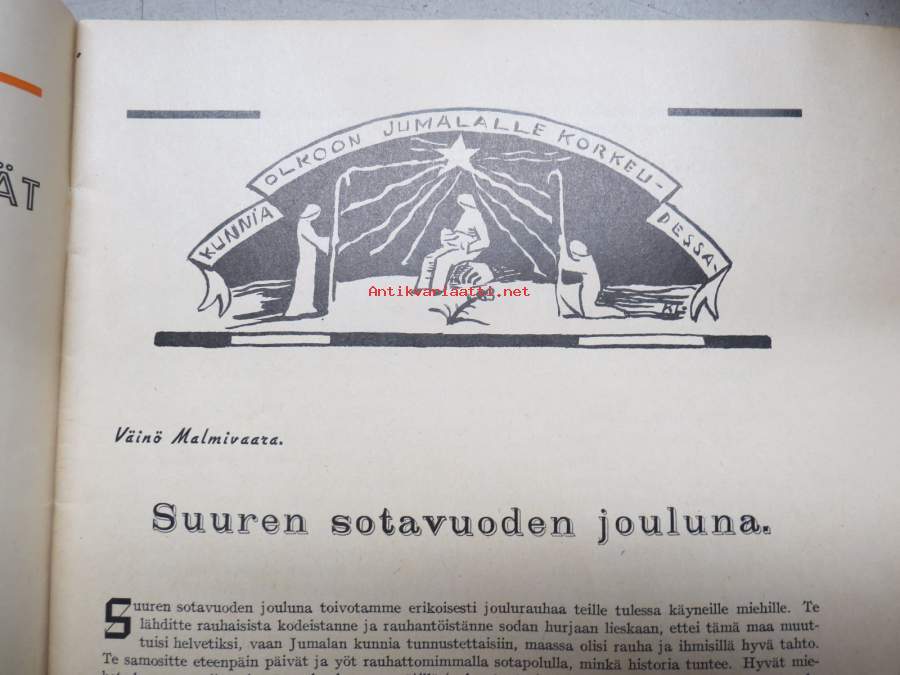 ÄT
KUNNIA OLKOON JUMALALLE KORKEU-DESSA-
Antikvariaatti.net
KL:
Väinö Malmivaara.
Suuren sotavuoden jouluna.
Suuren sotavuoden jouluna toivotamme erikoisesti joulurauhaa teille tulessa käyneille miehille. Te
lähditte rauhaisista kodeistanne ja rauhantöistänne sodan hurjaan lieskaan, ettei tämä maa muut-
tuisi helvetiksi, vaan Jumalan kunnia tunnustettaisiin, maassa olisi rauha ja ihmisillä hyvä tahto.
Te samositte eteenpäin päivät ja yöt rauhattomimmalla sotapolulla, minkä historia tuntee. Hyvät mie-